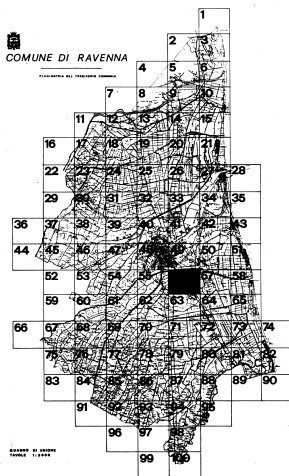 COMUNE DI RAVENNA
PLANIMETRIA DEL TERRITORIO COMUNALE
1
2 3
4 5 6
7 8 9 10
11 12 13 14 15
16 17 18 19 20 21
22 23 24 25 26 27 28
29 30 31 32 33 34 35
36 37 38 39 40 41 42 43
44 45 46 47 48 49 50 51
52 53 54 55 57 58
59 60 61 62 63 64 65
66 67 68 69 70 71 72 73 74
75 76 77 78 79 80 81 82
83 84 85 86 87 88 89 90
91 92 93 94 95
96 97 98
99 100
QUADRO DI UNIONE
TAVOLE 1:5000